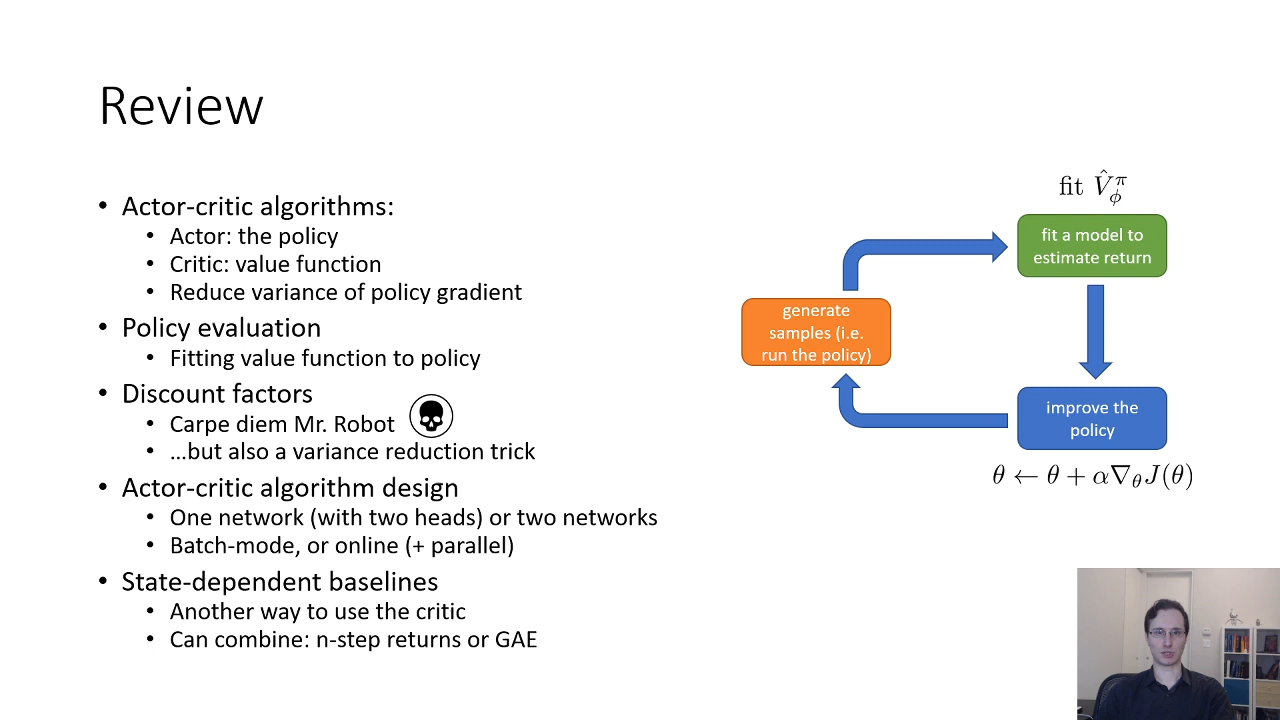 Review
• Actor-critic algorithms:
• Actor: the policy
• Critic: value function
• Reduce variance of policy gradient
• Policy evaluation
• Fitting value function to policy
• Discount factors
• Carpe diem Mr. Robot
• …but also a variance reduction trick
• Actor-critic algorithm design
• One network (with two heads) or two networks
• Batch-mode, or online (+ parallel)
• State-dependent baselines
• Another way to use the critic
• Can combine: n-step returns or GAE
fit V̂^π_ϕ
fit a model to
estimate return
generate
samples (i.e.
run the policy)
improve the
policy
θ ← θ + α∇_θ J(θ)